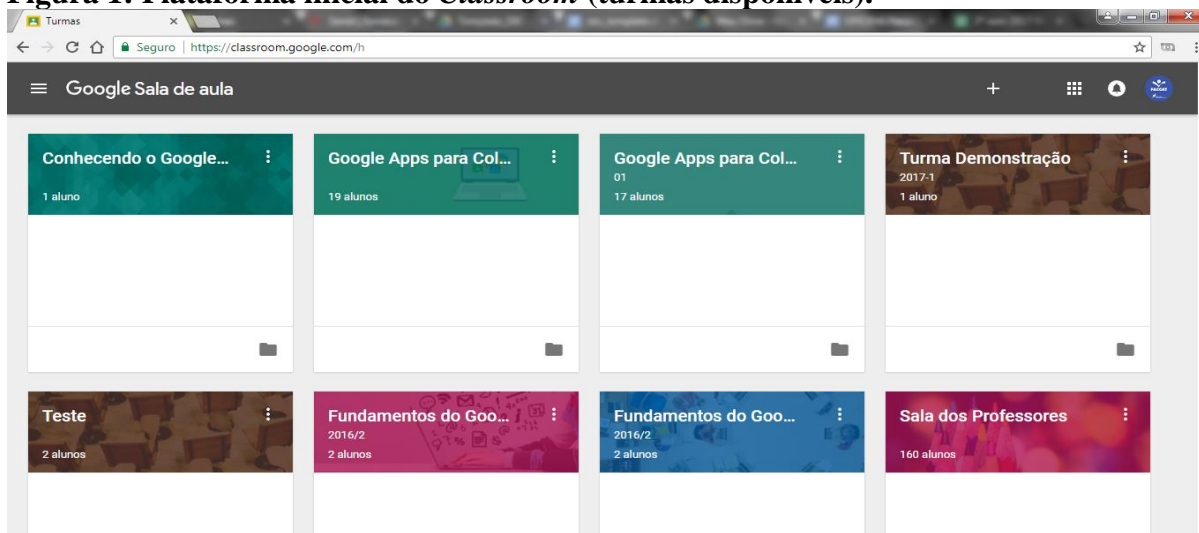 Figura 1: Plataforma inicial do Classroom (turmas disponíveis).
Turmas
Seguro | https://classroom.google.com/h
Google Sala de aula
Conhecendo o Google...
1 aluno
Google Apps para Col...
19 alunos
Google Apps para Col...
01
17 alunos
Turma Demonstração
2017-1
1 aluno
Teste
2 alunos
Fundamentos do Goo...
2016/2
2 alunos
Fundamentos do Goo...
2016/2
2 alunos
Sala dos Professores
160 alunos